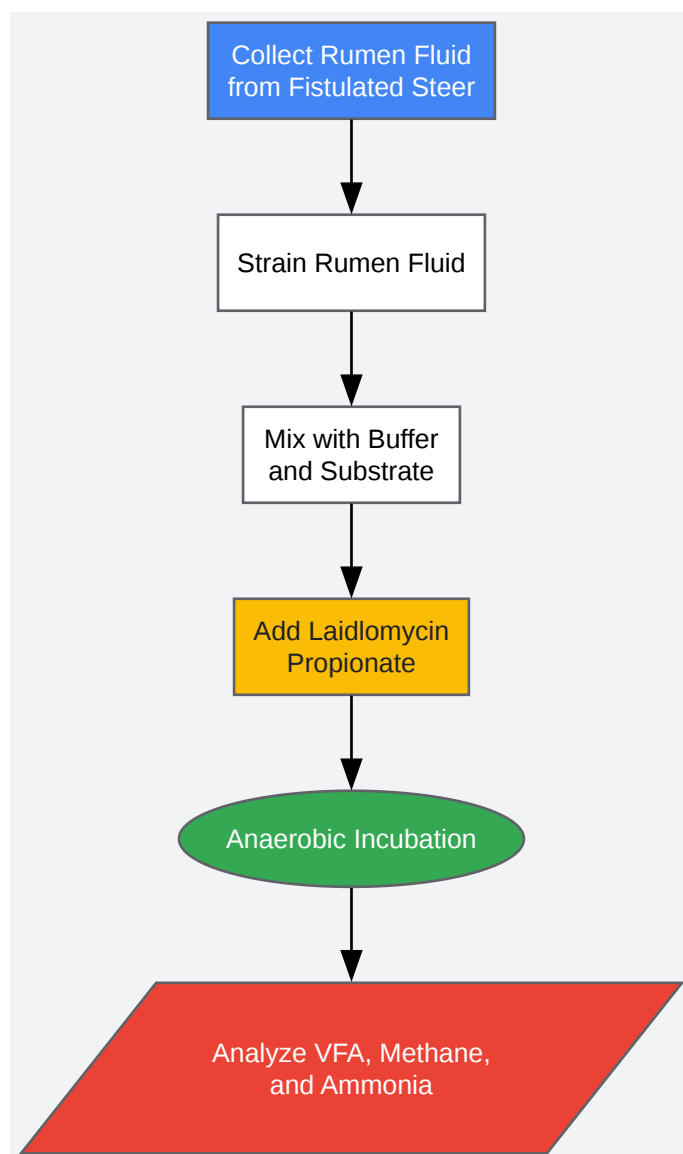 Collect Rumen Fluid
from Fistulated Steer
Strain Rumen Fluid
Mix with Buffer
and Substrate
Add Laidlomycin
Propionate
Anaerobic Incubation
Analyze VFA, Methane,
and Ammonia